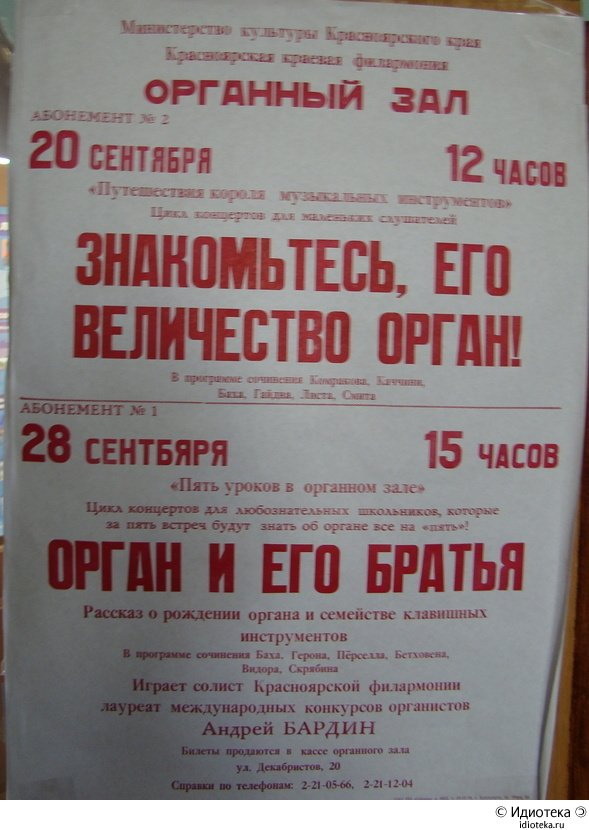 Министерство культуры Красноярского края
Красноярская краевая филармония
ОРГАННЫЙ ЗАЛ
АБОНЕМЕНТ № 2
20 СЕНТЯБРЯ 12 ЧАСОВ
«Путешествия короля музыкальных инструментов»
Цикл концертов для маленьких слушателей
ЗНАКОМЬТЕСЬ, ЕГО
ВЕЛИЧЕСТВО ОРГАН!
В программе сочинения Каччини,
Баха, Гайдна, Листа, Смита
АБОНЕМЕНТ № 1
28 СЕНТБЯРЯ 15 ЧАСОВ
«Пять уроков в органном зале»
Цикл концертов для любознательных школьников, которые
за пять встреч будут знать об органе все на «пять»!
ОРГАН И ЕГО БРАТЬЯ
Рассказ о рождении органа и семействе клавишных
инструментов
В программе сочинения Баха, Герона, Пёрселла, Бетховена,
Видора, Скрябина
Играет солист Красноярской филармонии
лауреат международных конкурсов органистов
Андрей БАРДИН
Билеты продаются в кассе органного зала
ул. Декабристов, 20
Справки по телефонам: 2-21-05-66, 2-21-12-04
© Идиотека
idioteka.ru